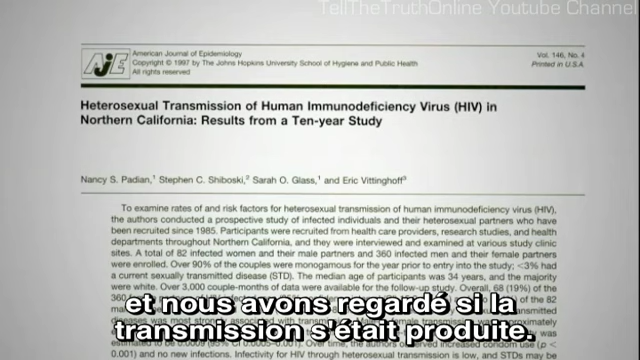 TellTheTruthOnline Youtube Channel
AJE
American Journal of Epidemiology
Copyright © 1997 by The Johns Hopkins University School of Hygiene and Public Health
All rights reserved
Vol. 146, No. 4
Printed in U.S.A.
Heterosexual Transmission of Human Immunodeficiency Virus (HIV) in
Northern California: Results from a Ten-year Study
Nancy S. Padian,¹ Stephen C. Shiboski,² Sarah O. Glass,¹ and Eric Vittinghoff²
To examine rates of and risk factors for heterosexual transmission of human immunodeficiency virus (HIV),
the authors conducted a prospective study of infected individuals and their heterosexual partners who have
been recruited since 1985. Participants were recruited from health care providers, research studies, and health
departments throughout Northern California, and they were interviewed and examined at various study clinic
sites. A total of 82 infected women and their male partners and 360 infected men and their female partners
were enrolled. Over 90% of the couples were monogamous for the year prior to entry into the study; <3% had
a current sexually transmitted disease (STD). The median age of participants was 34 years, and the majority
were white. Over 3,000 couple-months of data were available for the follow-up study. Overall, 68 (19%) of the
360
of the 82
et nous avons regardé si la
transmission s'était produite.
0.001) and no new infections. Infectivity for HIV through heterosexual transmission is low, and STDs may be